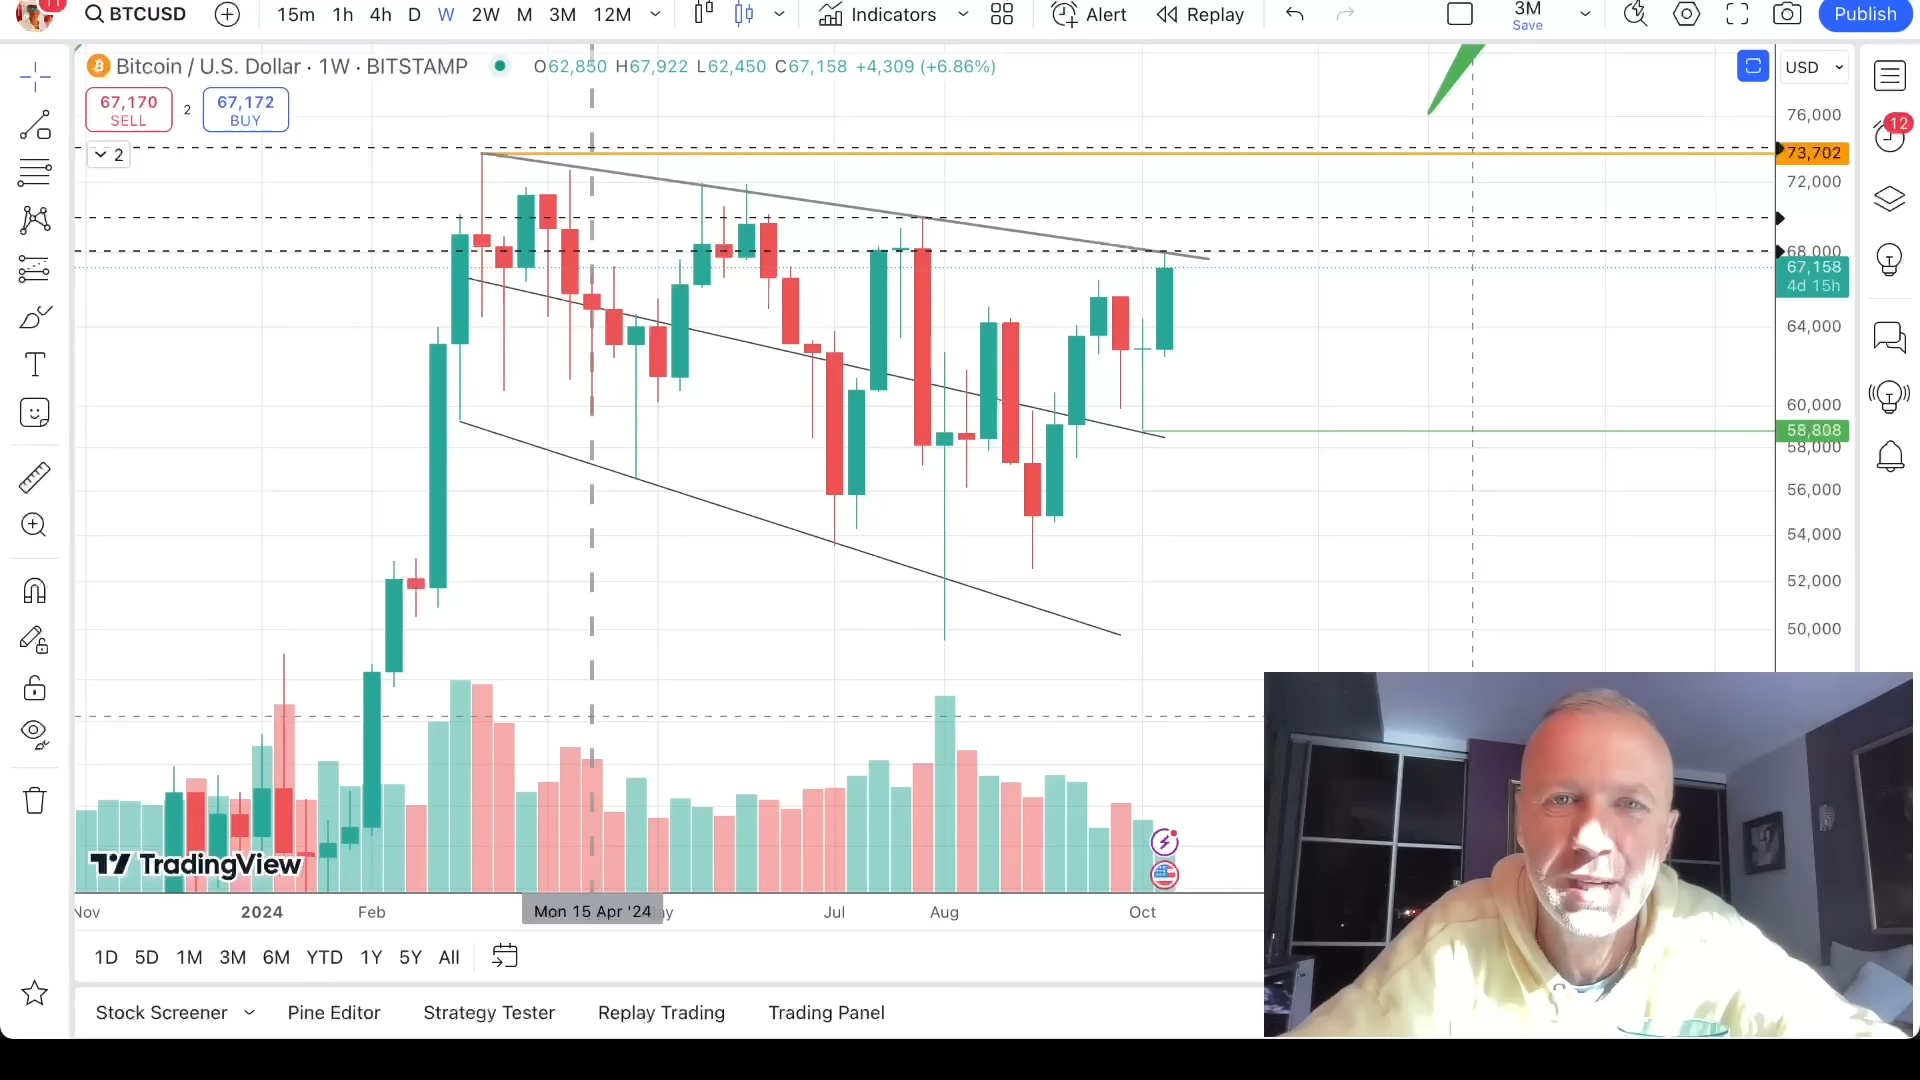 11
BTCUSD
15m 1h 4h D W 2W M 3M 12M
Indicators
Alert
Replay
3M
Save
Publish
Bitcoin / U.S. Dollar · 1W · BITSTAMP
O62,850 H67,922 L62,450 C67,158 +4,309 (+6.86%)
USD
67,170
SELL
2
67,172
BUY
2
12
76,000
73,702
72,000
68,000
67,158
4d 15h
64,000
60,000
58,808
58,000
56,000
54,000
52,000
50,000
TradingView
Nov 2024 Feb Mon 15 Apr '24 Jul Aug Oct
1D 5D 1M 3M 6M YTD 1Y 5Y All
Stock Screener Pine Editor Strategy Tester Replay Trading Trading Panel